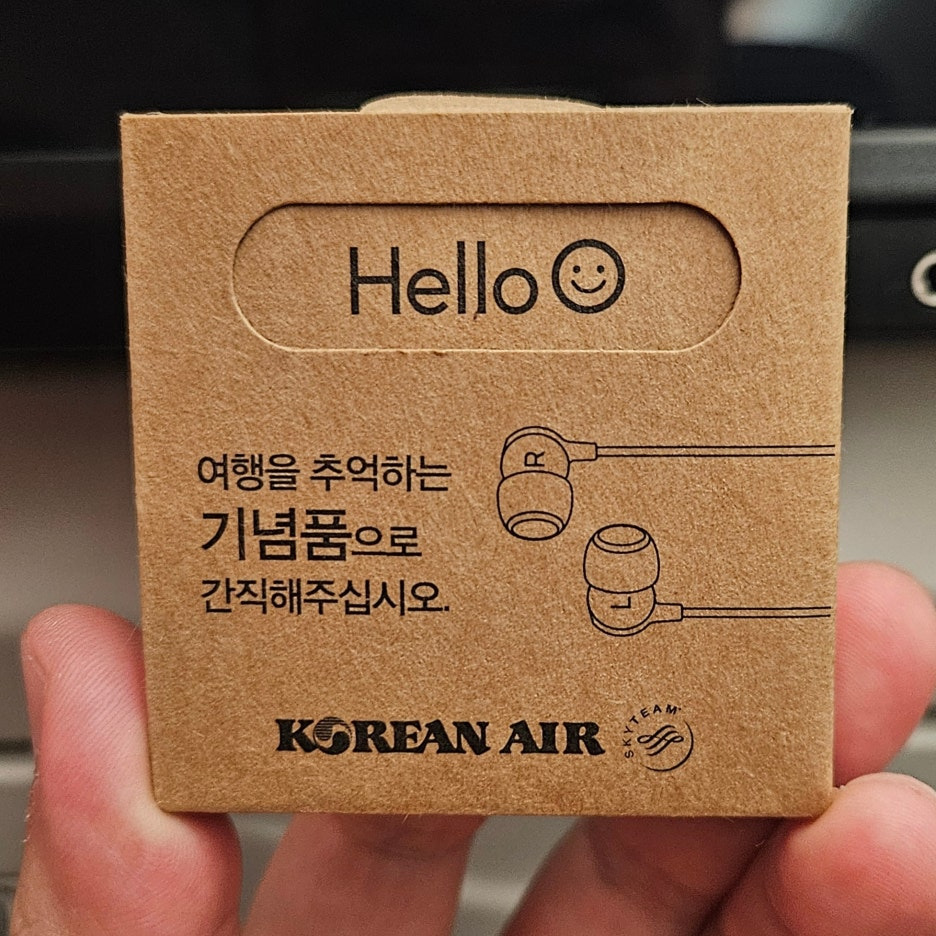 Hello
여행을 추억하는
기념품으로
간직해주십시오.
R
L
KOREAN AIR
SKYTEAM